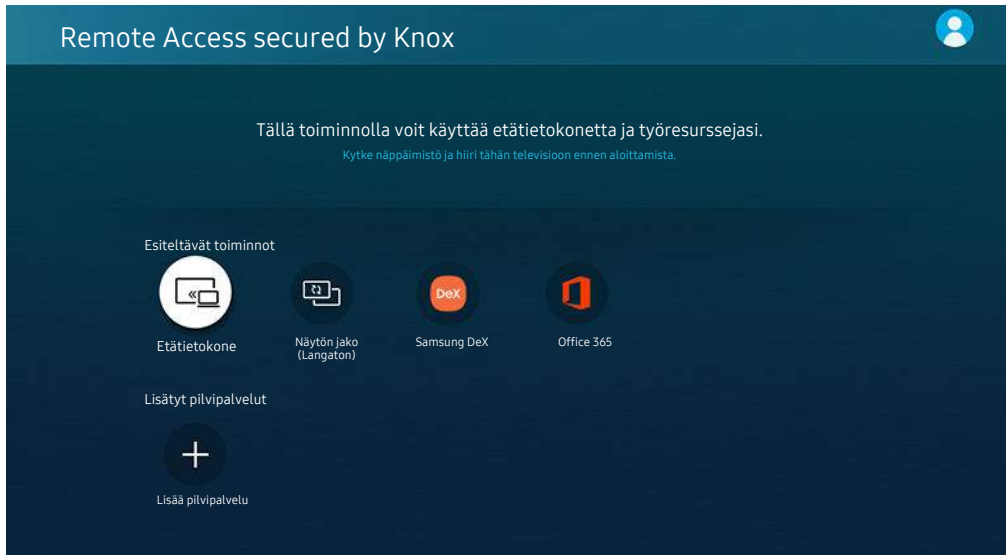 Remote Access secured by Knox
Tällä toiminnolla voit käyttää etätietokonetta ja työresurssejasi.
Kytke näppäimistö ja hiiri tähän televisioon ennen aloittamista.
Esiteltävät toiminnot
DeX
Etätietokone
Näytön jako
(Langaton)
Samsung DeX
Office 365
Lisätyt pilvipalvelut
Lisää pilvipalvelu